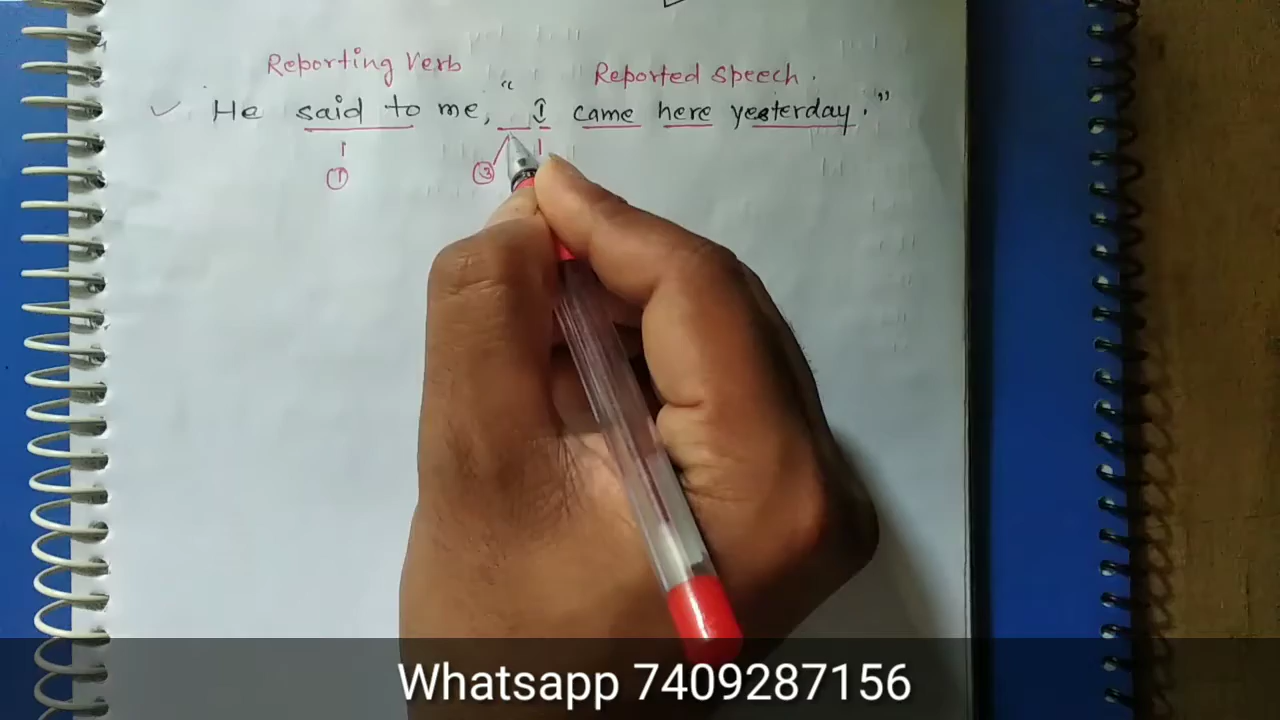 Reporting Verb Reported Speech.
✓ He said to me, " I came here yesterday."
① ③
Whatsapp 7409287156